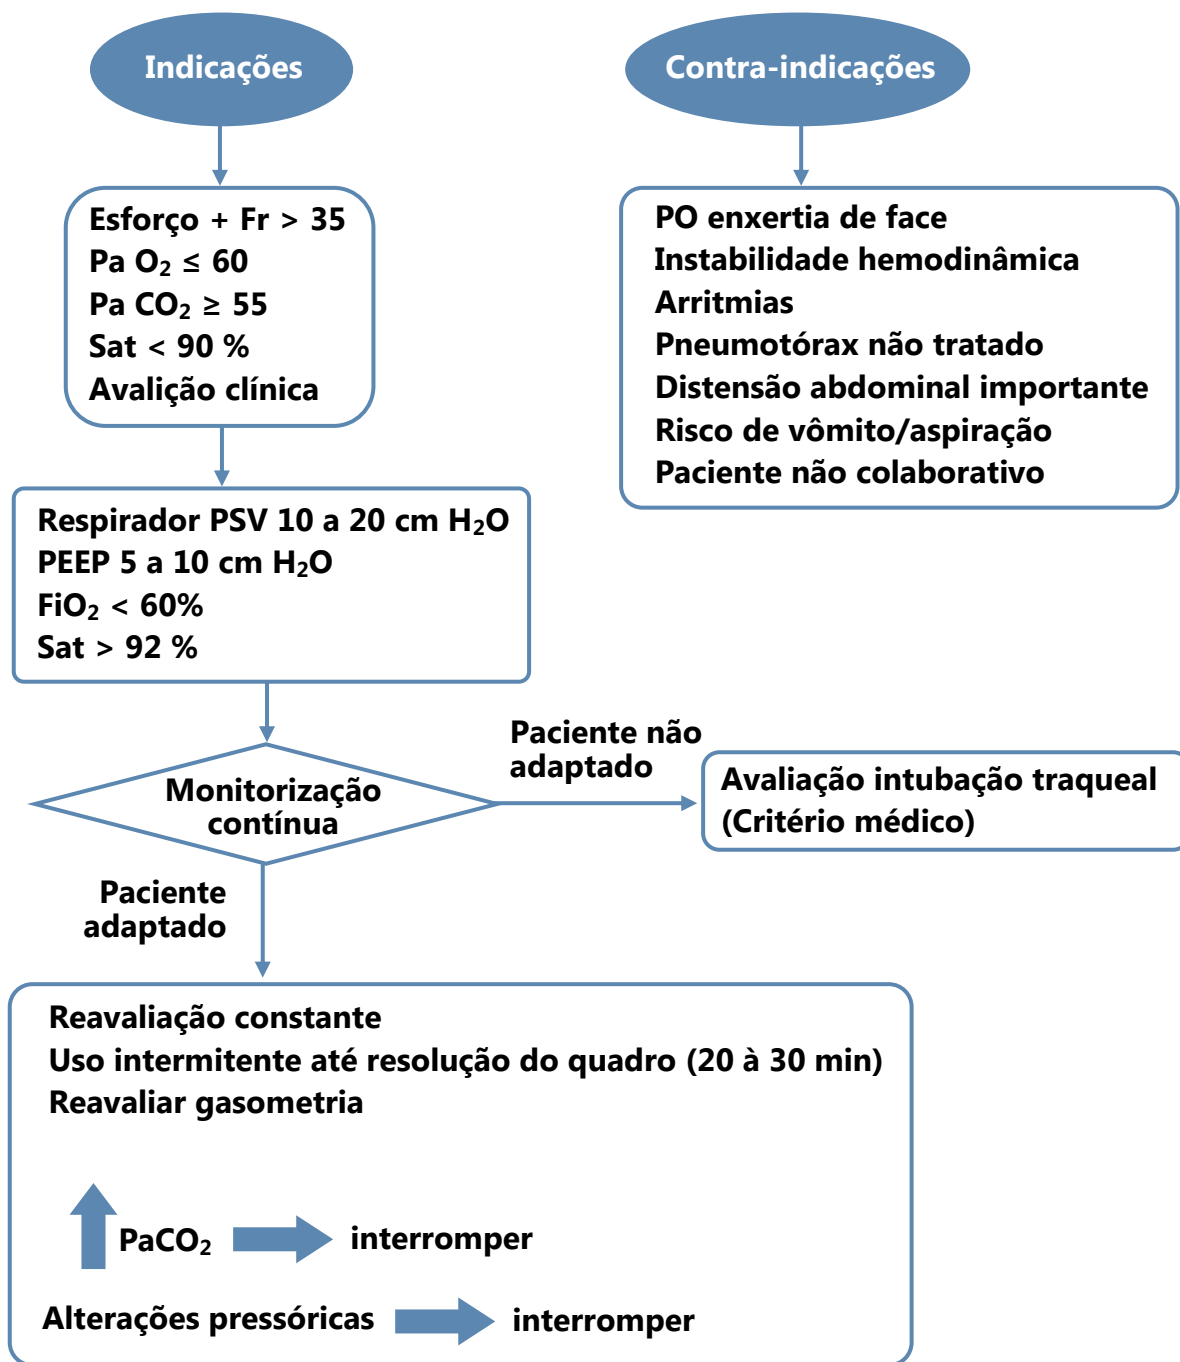 Indicações
Esforço + Fr > 35
Pa O₂ ≤ 60
Pa CO₂ ≥ 55
Sat < 90 %
Avalição clínica
Respirador PSV 10 a 20 cm H₂O
PEEP 5 a 10 cm H₂O
FiO₂ < 60%
Sat > 92 %
Contra-indicações
PO enxertia de face
Instabilidade hemodinâmica
Arritmias
Pneumotórax não tratado
Distensão abdominal importante
Risco de vômito/aspiração
Paciente não colaborativo
Monitorização
contínua
Paciente não
adaptado
Avaliação intubação traqueal
(Critério médico)
Paciente
adaptado
Reavaliação constante
Uso intermitente até resolução do quadro (20 à 30 min)
Reavaliar gasometria
PaCO₂ interromper
Alterações pressóricas interromper